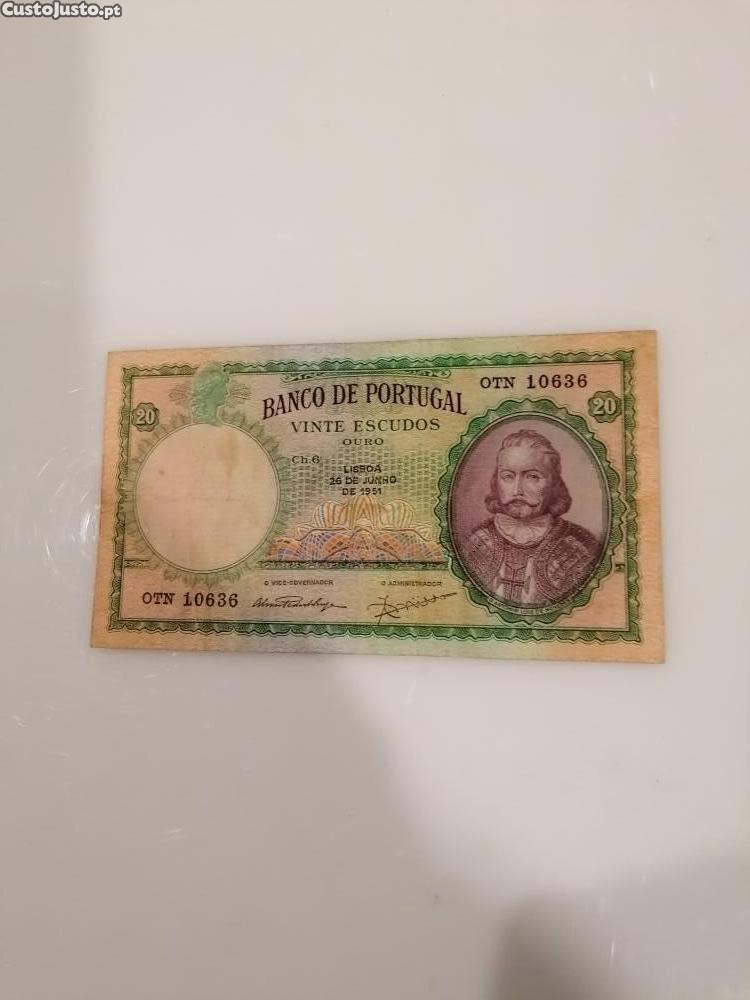 CustoJusto.pt
OTN 10636
20
20
BANCO DE PORTUGAL
VINTE ESCUDOS
OURO
Ch.6
LISBOA
26 DE JUNHO
DE 1951
O VICE-GOVERNADOR
O ADMINISTRADOR
OTN 10636